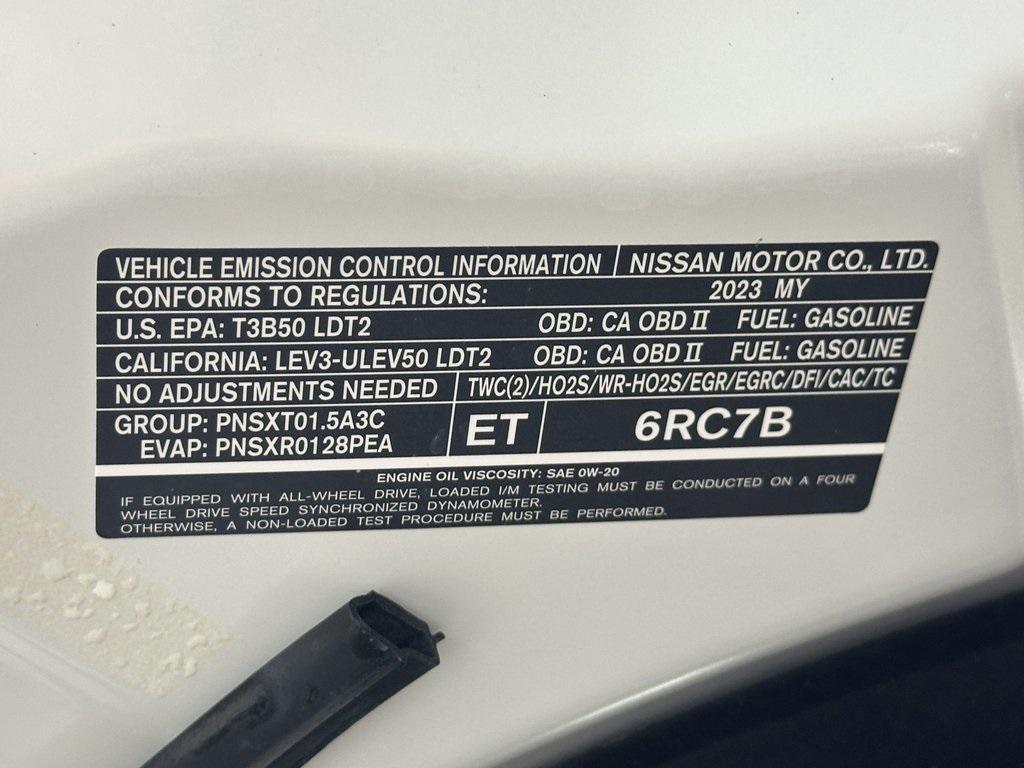 VEHICLE EMISSION CONTROL INFORMATION NISSAN MOTOR CO., LTD.
CONFORMS TO REGULATIONS: 2023 MY
U.S. EPA: T3B50 LDT2 OBD: CA OBD II FUEL: GASOLINE
CALIFORNIA: LEV3-ULEV50 LDT2 OBD: CA OBD II FUEL: GASOLINE
NO ADJUSTMENTS NEEDED TWC(2)/HO2S/WR-HO2S/EGR/EGRC/DFI/CAC/TC
GROUP: PNSXT01.5A3C
EVAP: PNSXR0128PEA
ET 6RC7B
ENGINE OIL VISCOSITY: SAE 0W-20
IF EQUIPPED WITH ALL-WHEEL DRIVE, LOADED I/M TESTING MUST BE CONDUCTED ON A FOUR
WHEEL DRIVE SPEED SYNCHRONIZED DYNAMOMETER.
OTHERWISE, A NON-LOADED TEST PROCEDURE MUST BE PERFORMED.